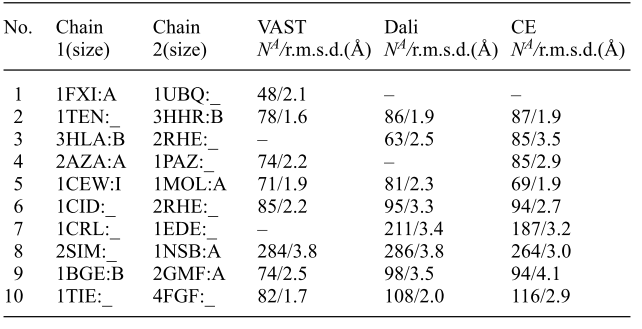 No. Chain Chain VAST Dali CE
1(size) 2(size) N^A/r.m.s.d.(Å) N^A/r.m.s.d.(Å) N^A/r.m.s.d.(Å)
1 1FXI:A 1UBQ:_ 48/2.1 – –
2 1TEN:_ 3HHR:B 78/1.6 86/1.9 87/1.9
3 3HLA:B 2RHE:_ – 63/2.5 85/3.5
4 2AZA:A 1PAZ:_ 74/2.2 – 85/2.9
5 1CEW:I 1MOL:A 71/1.9 81/2.3 69/1.9
6 1CID:_ 2RHE:_ 85/2.2 95/3.3 94/2.7
7 1CRL:_ 1EDE:_ – 211/3.4 187/3.2
8 2SIM:_ 1NSB:A 284/3.8 286/3.8 264/3.0
9 1BGE:B 2GMF:A 74/2.5 98/3.5 94/4.1
10 1TIE:_ 4FGF:_ 82/1.7 108/2.0 116/2.9